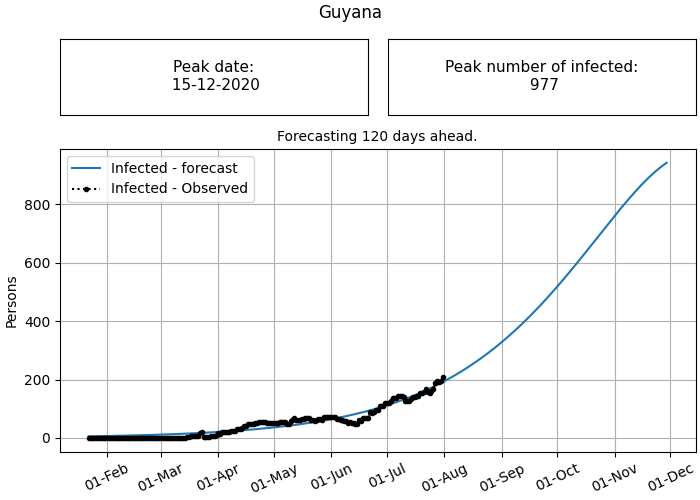 Guyana
Peak date:
15-12-2020
Peak number of infected:
977
Forecasting 120 days ahead.
Infected - forecast
Infected - Observed
Persons
800
600
400
200
0
01-Feb
01-Mar
01-Apr
01-May
01-Jun
01-Jul
01-Aug
01-Sep
01-Oct
01-Nov
01-Dec